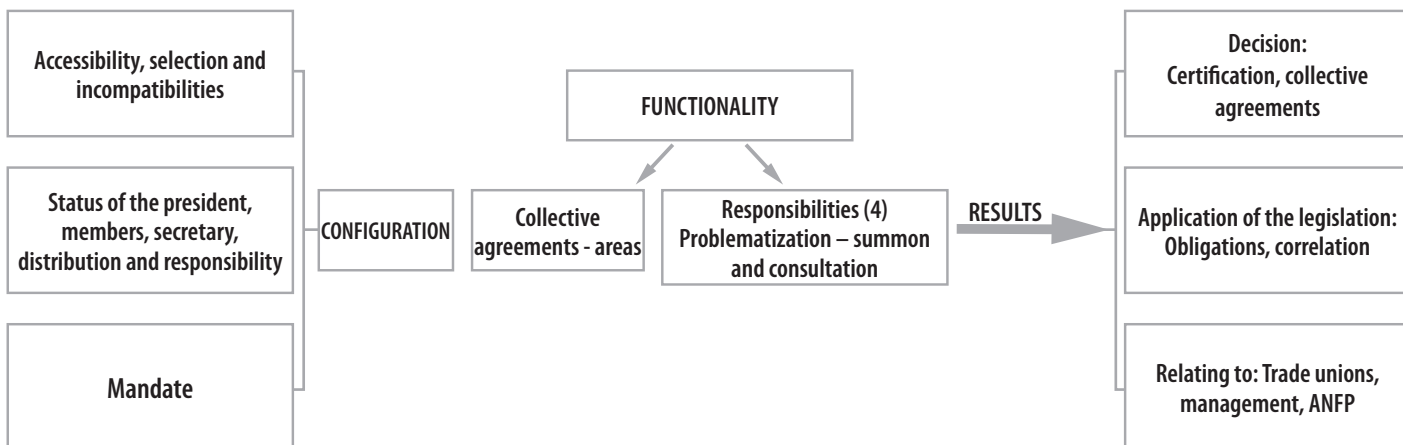 Accessibility, selection and
incompatibilities
Status of the president,
members, secretary,
distribution and responsibility
Mandate
CONFIGURATION
FUNCTIONALITY
Collective
agreements - areas
Responsibilities (4)
Problematization – summon
and consultation
RESULTS
Decision:
Certification, collective
agreements
Application of the legislation:
Obligations, correlation
Relating to: Trade unions,
management, ANFP